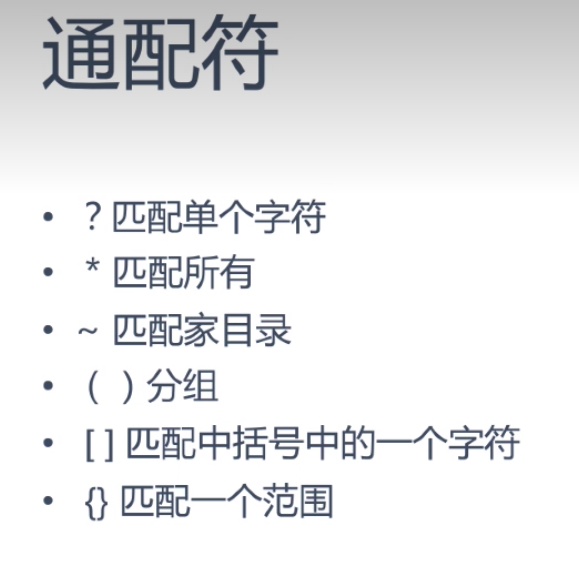 通配符
• ? 匹配单个字符
• * 匹配所有
• ~ 匹配家目录
• ( ) 分组
• [ ] 匹配中括号中的一个字符
• {} 匹配一个范围